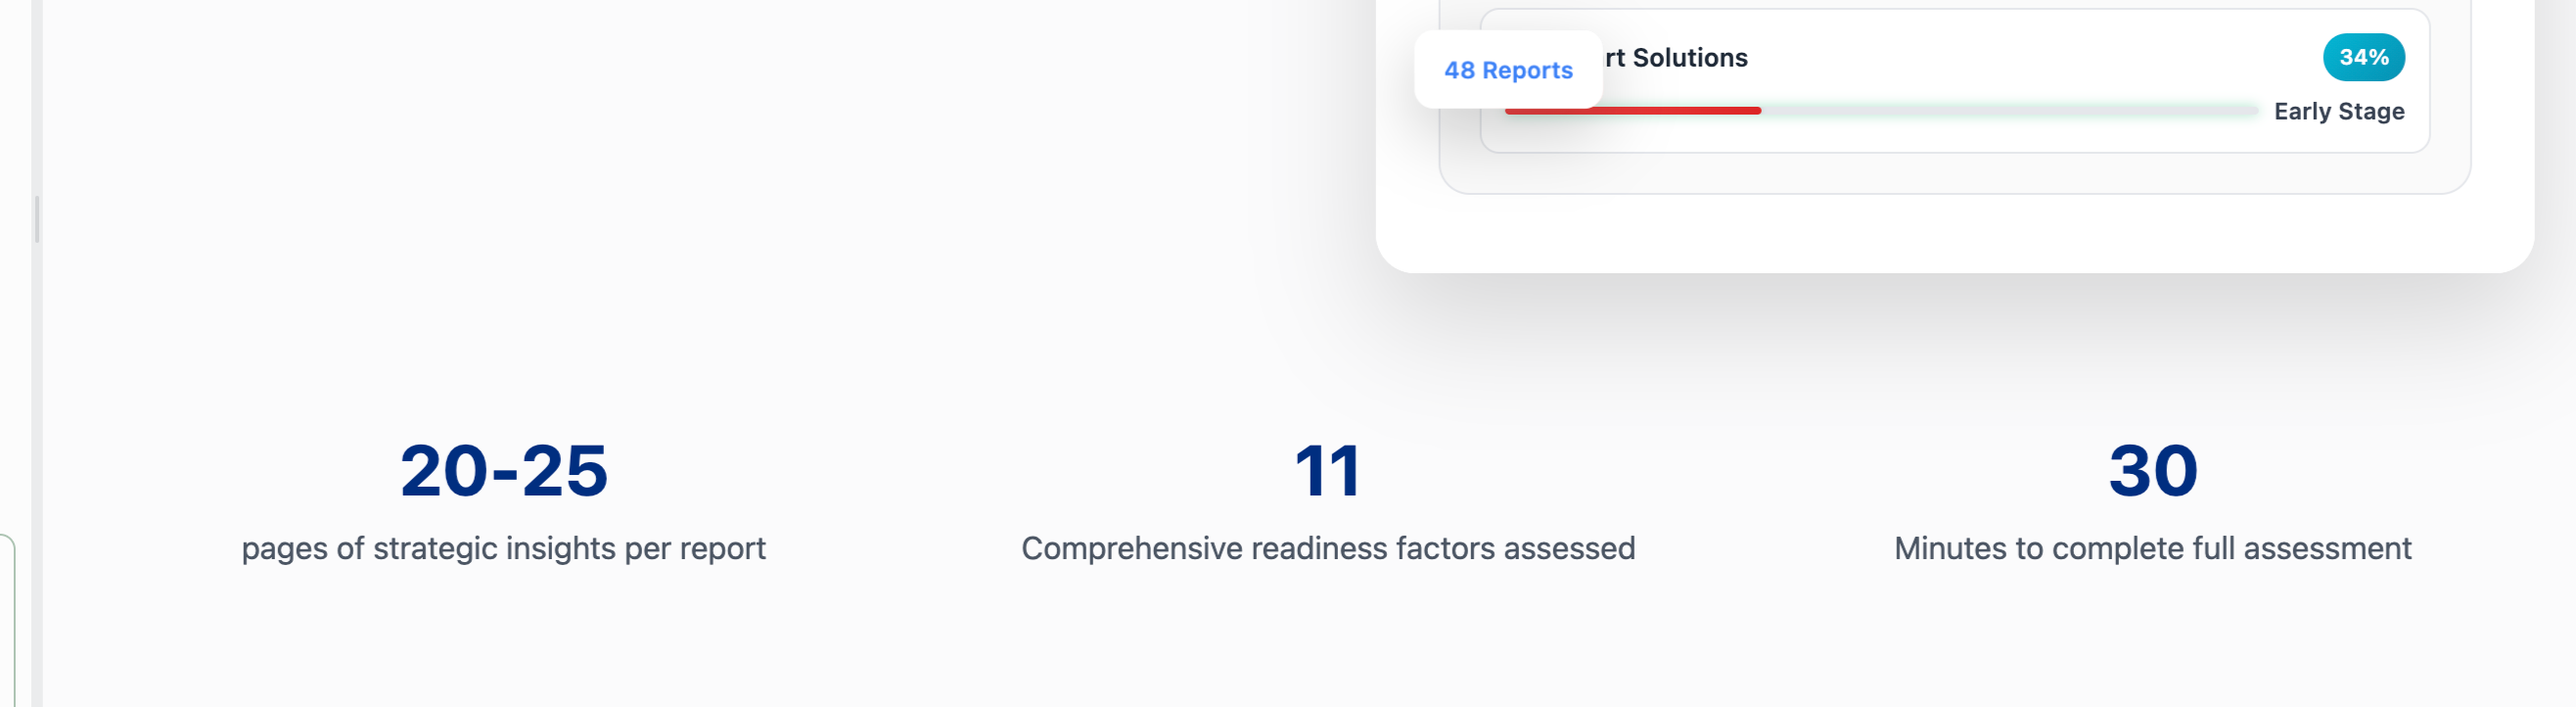 48 Reports
rt Solutions
34%
Early Stage
20-25
pages of strategic insights per report
11
Comprehensive readiness factors assessed
30
Minutes to complete full assessment